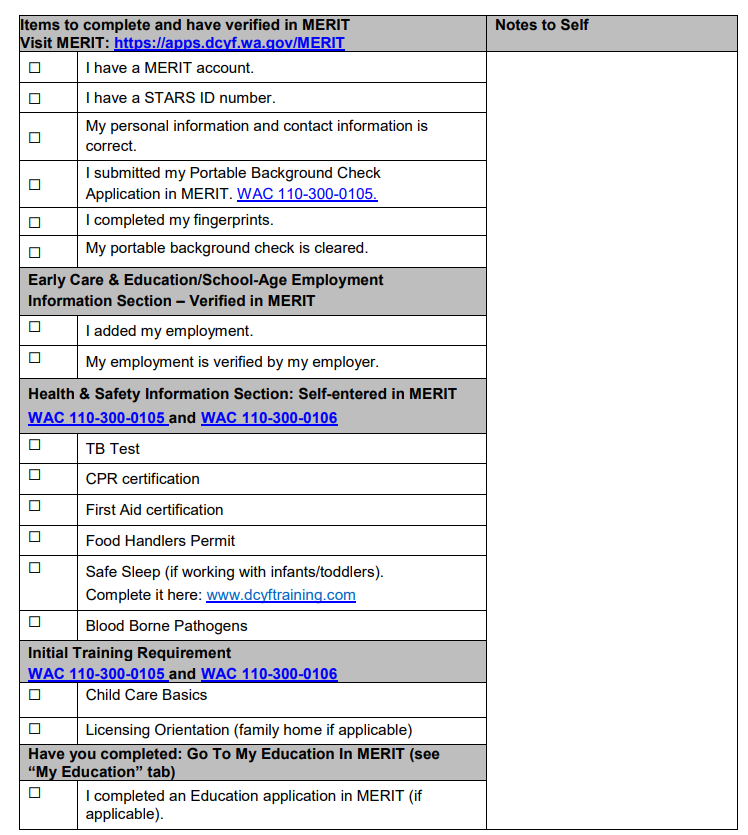 Items to complete and have verified in MERIT
Visit MERIT: https://apps.dcyf.wa.gov/MERIT
Notes to Self
☐ I have a MERIT account.
☐ I have a STARS ID number.
☐ My personal information and contact information is
correct.
☐ I submitted my Portable Background Check
Application in MERIT. WAC 110-300-0105.
☐ I completed my fingerprints.
☐ My portable background check is cleared.
Early Care & Education/School-Age Employment
Information Section – Verified in MERIT
☐ I added my employment.
☐ My employment is verified by my employer.
Health & Safety Information Section: Self-entered in MERIT
WAC 110-300-0105 and WAC 110-300-0106
☐ TB Test
☐ CPR certification
☐ First Aid certification
☐ Food Handlers Permit
☐ Safe Sleep (if working with infants/toddlers).
Complete it here: www.dcyftraining.com
☐ Blood Borne Pathogens
Initial Training Requirement
WAC 110-300-0105 and WAC 110-300-0106
☐ Child Care Basics
☐ Licensing Orientation (family home if applicable)
Have you completed: Go To My Education In MERIT (see
“My Education” tab)
☐ I completed an Education application in MERIT (if
applicable).